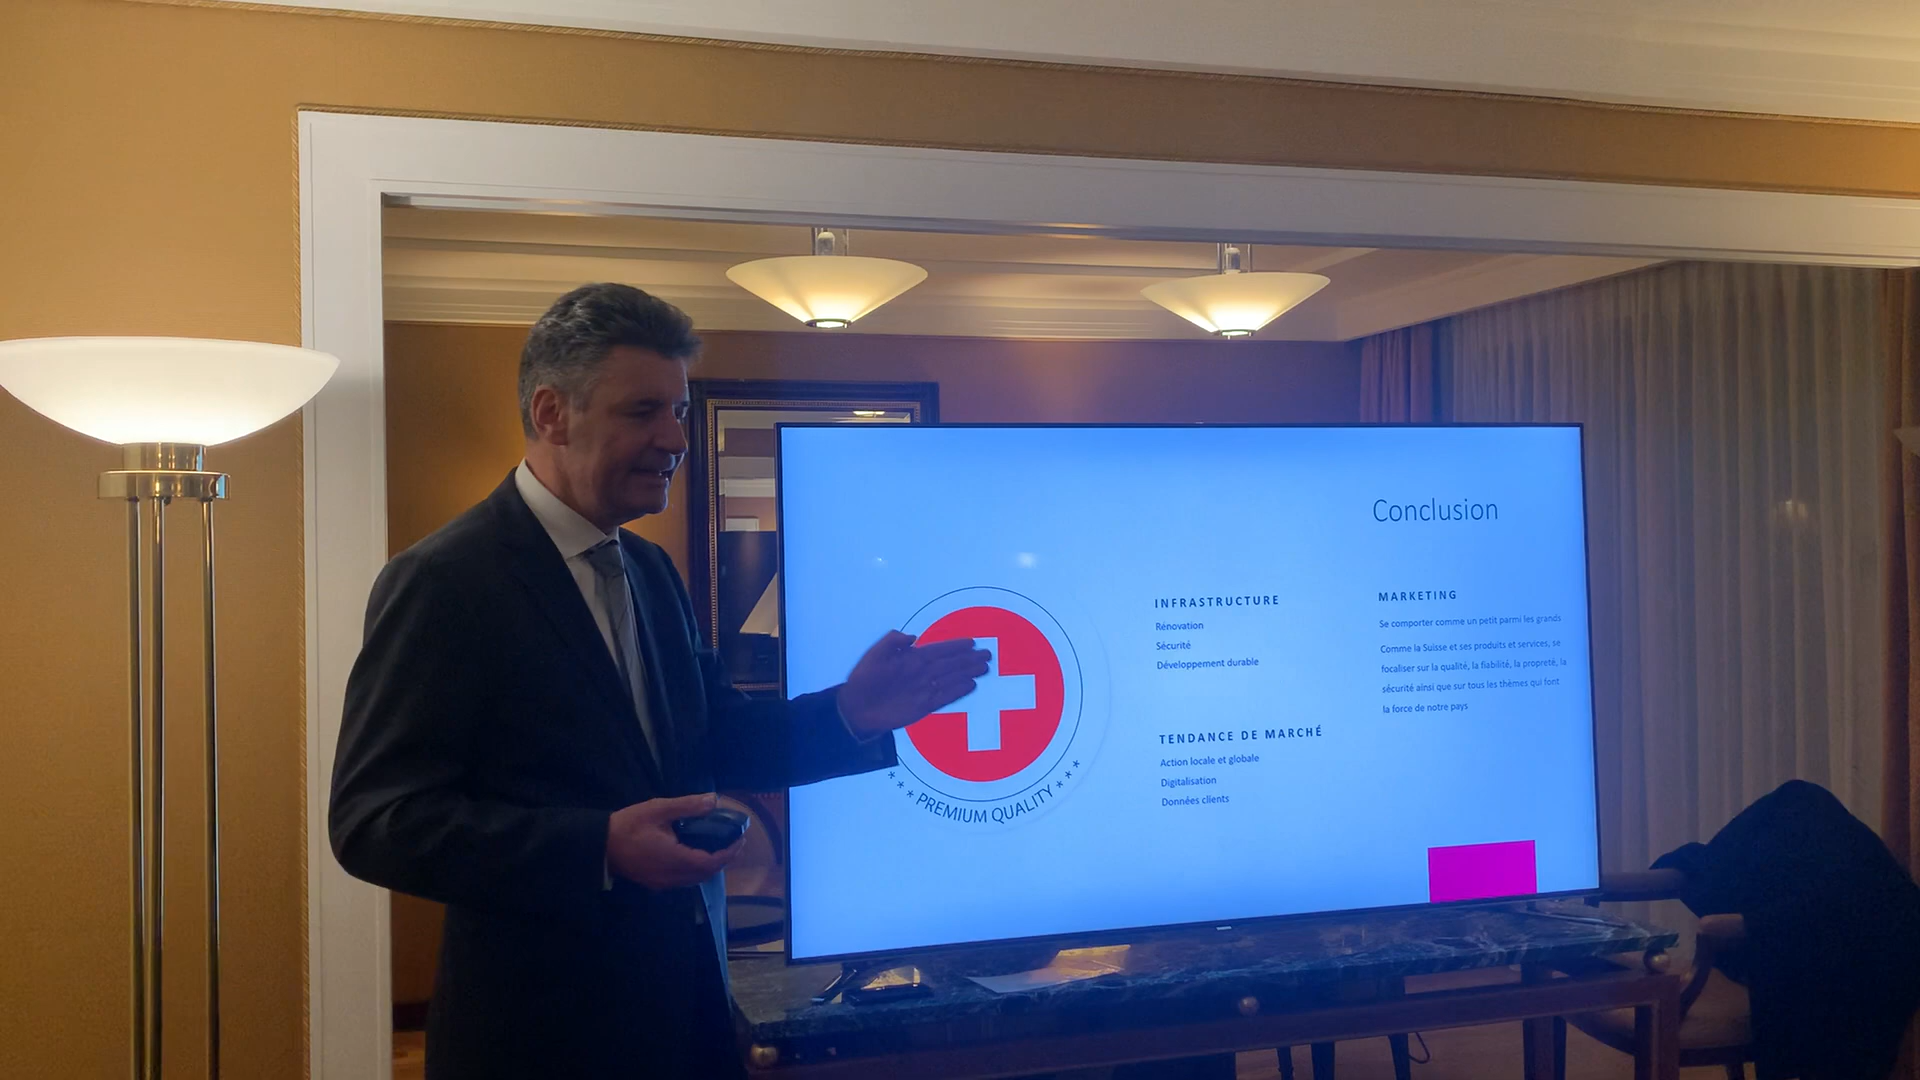 Conclusion
INFRASTRUCTURE
Rénovation
Sécurité
Développement durable
TENDANCE DE MARCHÉ
Action locale et globale
Digitalisation
Données clients
MARKETING
Se comporter comme un petit parmi les grands
Comme la Suisse et ses produits et services, se
focaliser sur la qualité, la fiabilité, la propreté, la
sécurité ainsi que sur tous les thèmes qui font
la force de notre pays
* * * PREMIUM QUALITY * * *